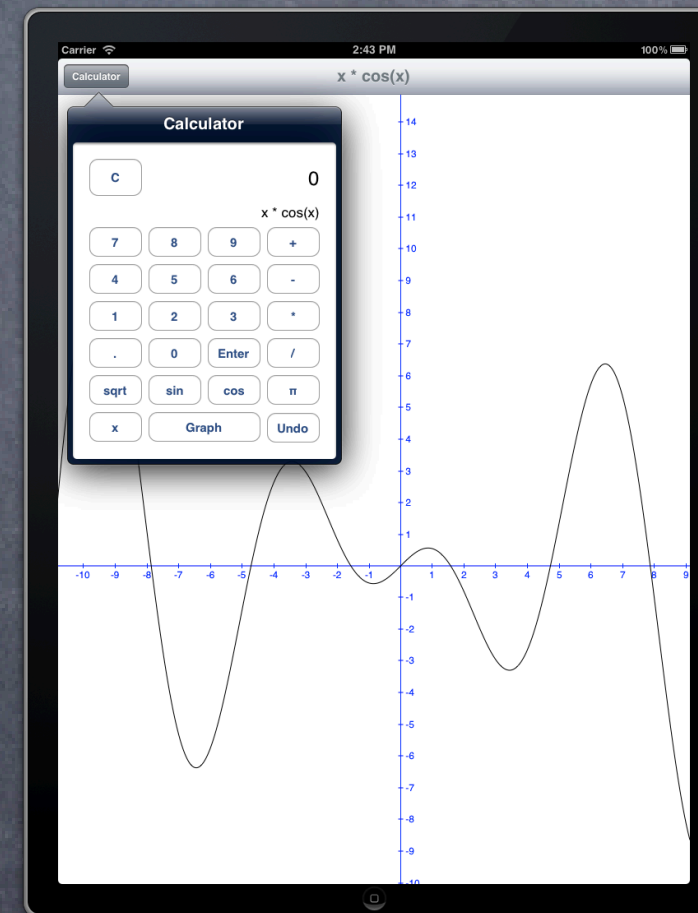 Carrier 2:43 PM 100%
Calculator x * cos(x)
Calculator
C 0
x * cos(x)
7 8 9 +
4 5 6 -
1 2 3 *
. 0 Enter /
sqrt sin cos π
x Graph Undo
14
13
12
11
10
9
8
7
6
5
4
3
2
1
-10 -9 -8 -7 -6 -5 -4 -3 -2 -1 1 2 3 4 5 6 7 8 9
-1
-2
-3
-4
-5
-6
-7
-8
-9
-10